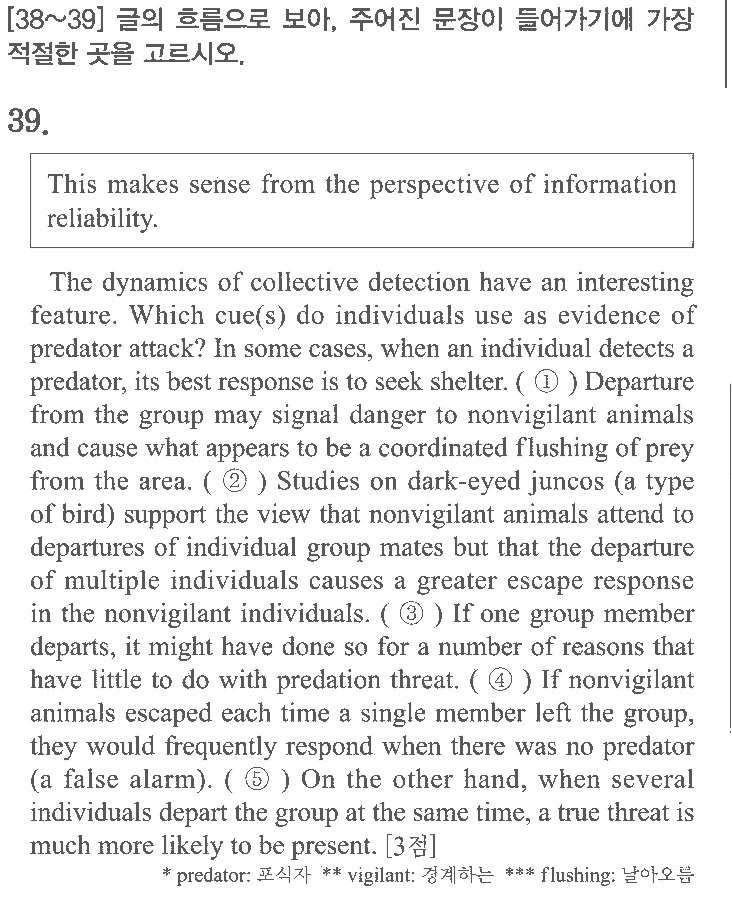 [38～39] 글의 흐름으로 보아, 주어진 문장이 들어가기에 가장
적절한 곳을 고르시오.
39.
This makes sense from the perspective of information
reliability.
The dynamics of collective detection have an interesting
feature. Which cue(s) do individuals use as evidence of
predator attack? In some cases, when an individual detects a
predator, its best response is to seek shelter. ( ① ) Departure
from the group may signal danger to nonvigilant animals
and cause what appears to be a coordinated flushing of prey
from the area. ( ② ) Studies on dark-eyed juncos (a type
of bird) support the view that nonvigilant animals attend to
departures of individual group mates but that the departure
of multiple individuals causes a greater escape response
in the nonvigilant individuals. ( ③ ) If one group member
departs, it might have done so for a number of reasons that
have little to do with predation threat. ( ④ ) If nonvigilant
animals escaped each time a single member left the group,
they would frequently respond when there was no predator
(a false alarm). ( ⑤ ) On the other hand, when several
individuals depart the group at the same time, a true threat is
much more likely to be present. [3점]
* predator: 포식자 ** vigilant: 경계하는 *** flushing: 날아오름